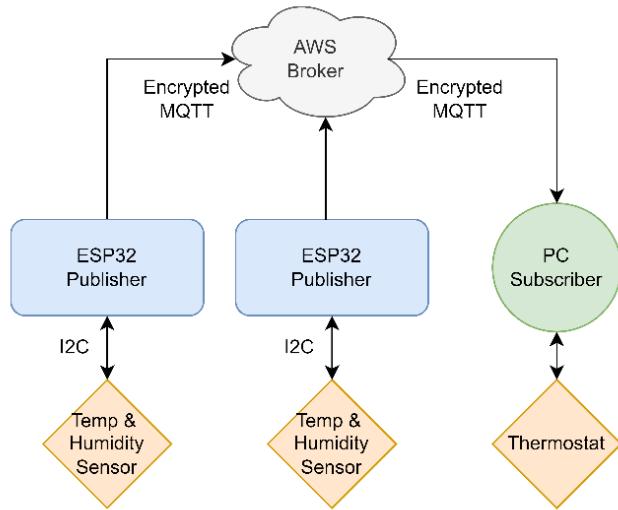 AWS
Broker
Encrypted
MQTT
Encrypted
MQTT
ESP32
Publisher
ESP32
Publisher
PC
Subscriber
I2C
I2C
Temp &
Humidity
Sensor
Temp &
Humidity
Sensor
Thermostat